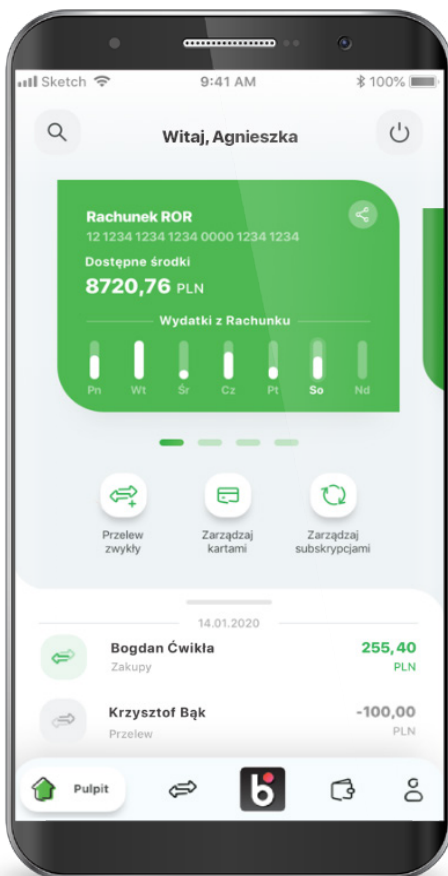 Sketch 9:41 AM 100%
Witaj, Agnieszka
Rachunek ROR
12 1234 1234 1234 0000 1234 1234
Dostępne środki
8720,76 PLN
Wydatki z Rachunku
Pn Wt Śr Cz Pt So Nd
Przelew zwykły
Zarządzaj kartami
Zarządzaj subskrypcjami
14.01.2020
Bogdan Ćwikła 255,40
Zakupy PLN
Krzysztof Bąk -100,00
Przelew PLN
Pulpit b